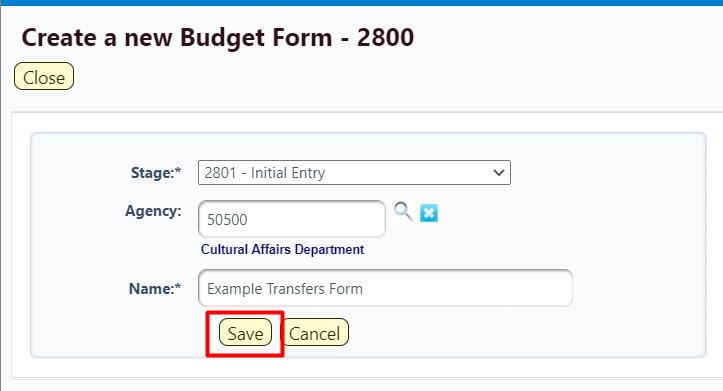 Create a new Budget Form - 2800
Close
Stage:* 2801 - Initial Entry
Agency: 50500
Cultural Affairs Department
Name:* Example Transfers Form
Save Cancel